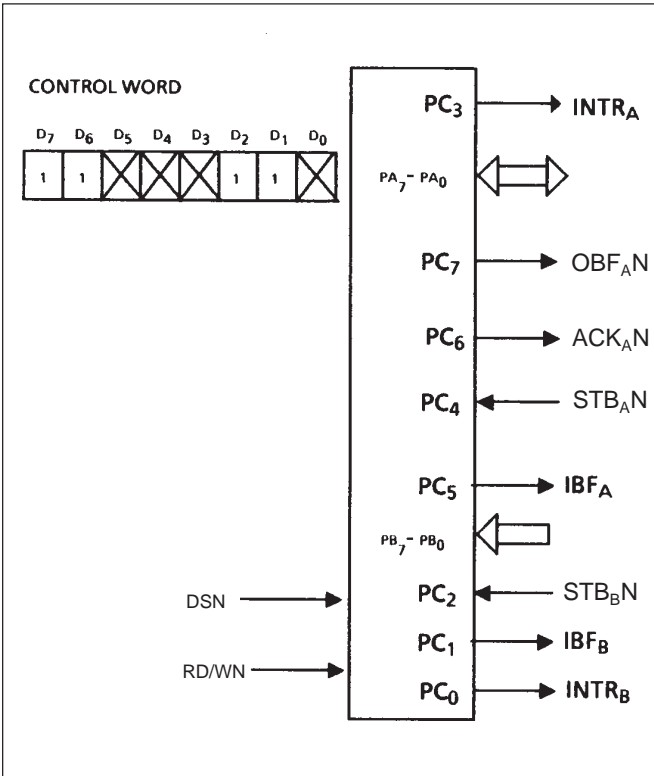 CONTROL WORD
D7 D6 D5 D4 D3 D2 D1 D0
1 1 1 1
PC3 INTRA
PA7 - PA0
PC7 OBFAN
PC6 ACKAN
PC4 STBAN
PC5 IBFA
PB7 - PB0
DSN
PC2 STBBN
PC1 IBFB
RD/WN
PC0 INTRB